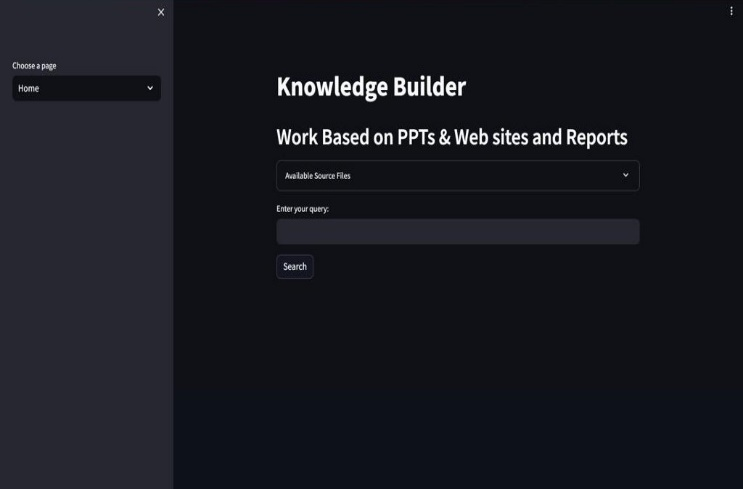 Choose a page
Home
Knowledge Builder
Work Based on PPTs & Web sites and Reports
Available Source Files
Enter your query:
Search